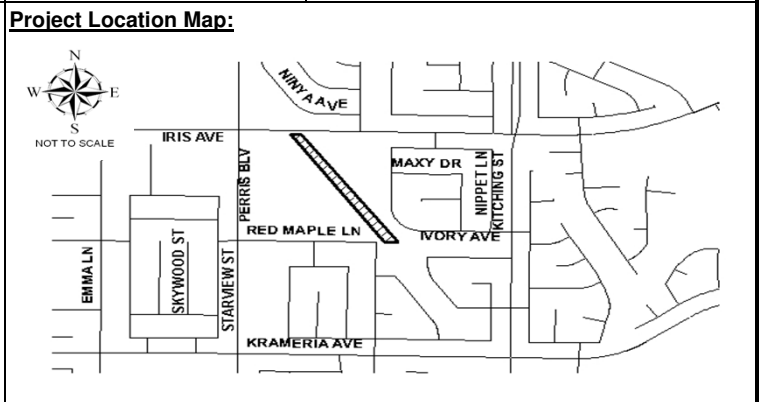 Project Location Map:
N
W
E
S
NOT TO SCALE
NINYA AVE
IRIS AVE
PERRIS BLV
MAXY DR
NIPPET LN
KITCHING ST
RED MAPLE LN
IVORY AVE
EMMA LN
SKYWOOD ST
STARVIEW ST
KRAMERIA AVE